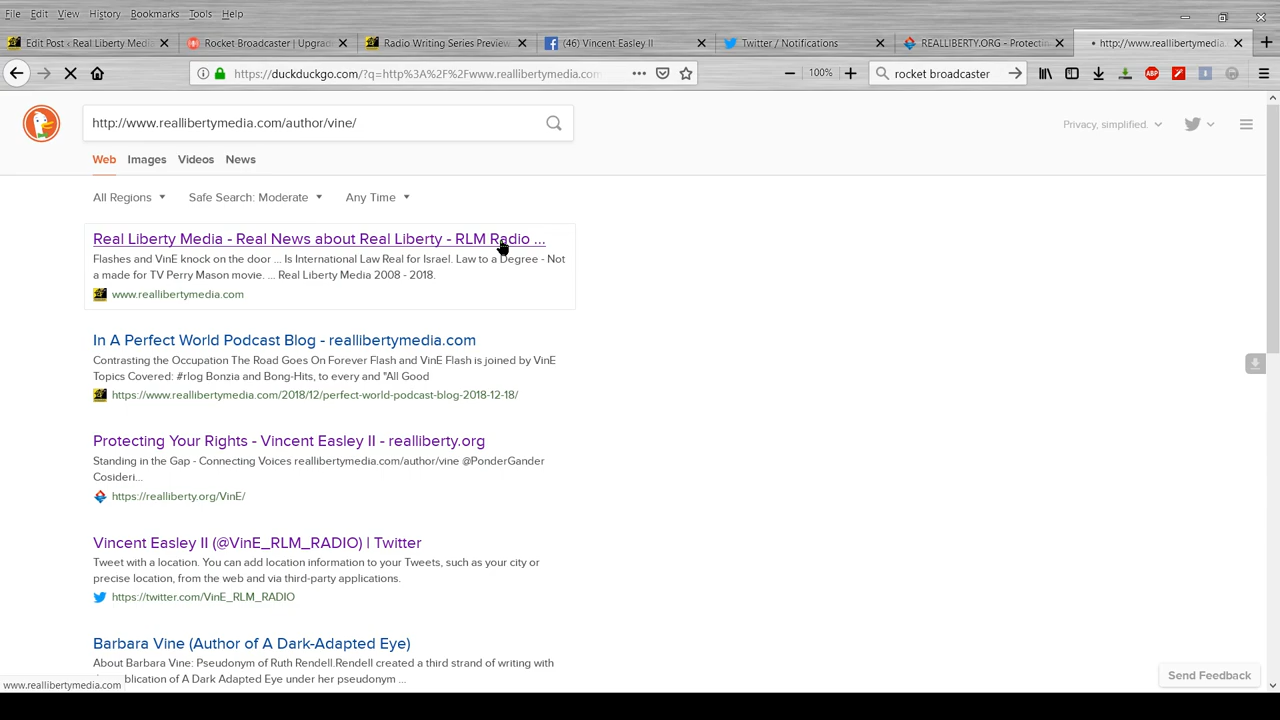 File Edit View History Bookmarks Tools Help
Edit Post ‹ Real Liberty Medi
Rocket Broadcaster | Upgrad
Radio Writing Series Preview
(46) Vincent Easley II
Twitter / Notifications
REALLIBERTY.ORG - Protectin
http://www.reallibertymedia.
https://duckduckgo.com/?q=http%3A%2F%2Fwww.reallibertymedia.com
100%
rocket broadcaster
ABP
http://www.reallibertymedia.com/author/vine/
Privacy, simplified.
Web Images Videos News
All Regions Safe Search: Moderate Any Time
Real Liberty Media - Real News about Real Liberty - RLM Radio ...
Flashes and VinE knock on the door ... Is International Law Real for Israel. Law to a Degree - Not
a made for TV Perry Mason movie. ... Real Liberty Media 2008 - 2018.
www.reallibertymedia.com
In A Perfect World Podcast Blog - reallibertymedia.com
Contrasting the Occupation The Road Goes On Forever Flash and VinE Flash is joined by VinE
Topics Covered: #rlog Bonzia and Bong-Hits, to every and "All Good
https://www.reallibertymedia.com/2018/12/perfect-world-podcast-blog-2018-12-18/
Protecting Your Rights - Vincent Easley II - realliberty.org
Standing in the Gap - Connecting Voices reallibertymedia.com/author/vine @PonderGander
Cosideri...
https://realliberty.org/VinE/
Vincent Easley II (@VinE_RLM_RADIO) | Twitter
Tweet with a location. You can add location information to your Tweets, such as your city or
precise location, from the web and via third-party applications.
https://twitter.com/VinE_RLM_RADIO
Barbara Vine (Author of A Dark-Adapted Eye)
About Barbara Vine: Pseudonym of Ruth Rendell.Rendell created a third strand of writing with
blication of A Dark Adapted Eye under her pseudonym ...
www.reallibertymedia.com
Send Feedback